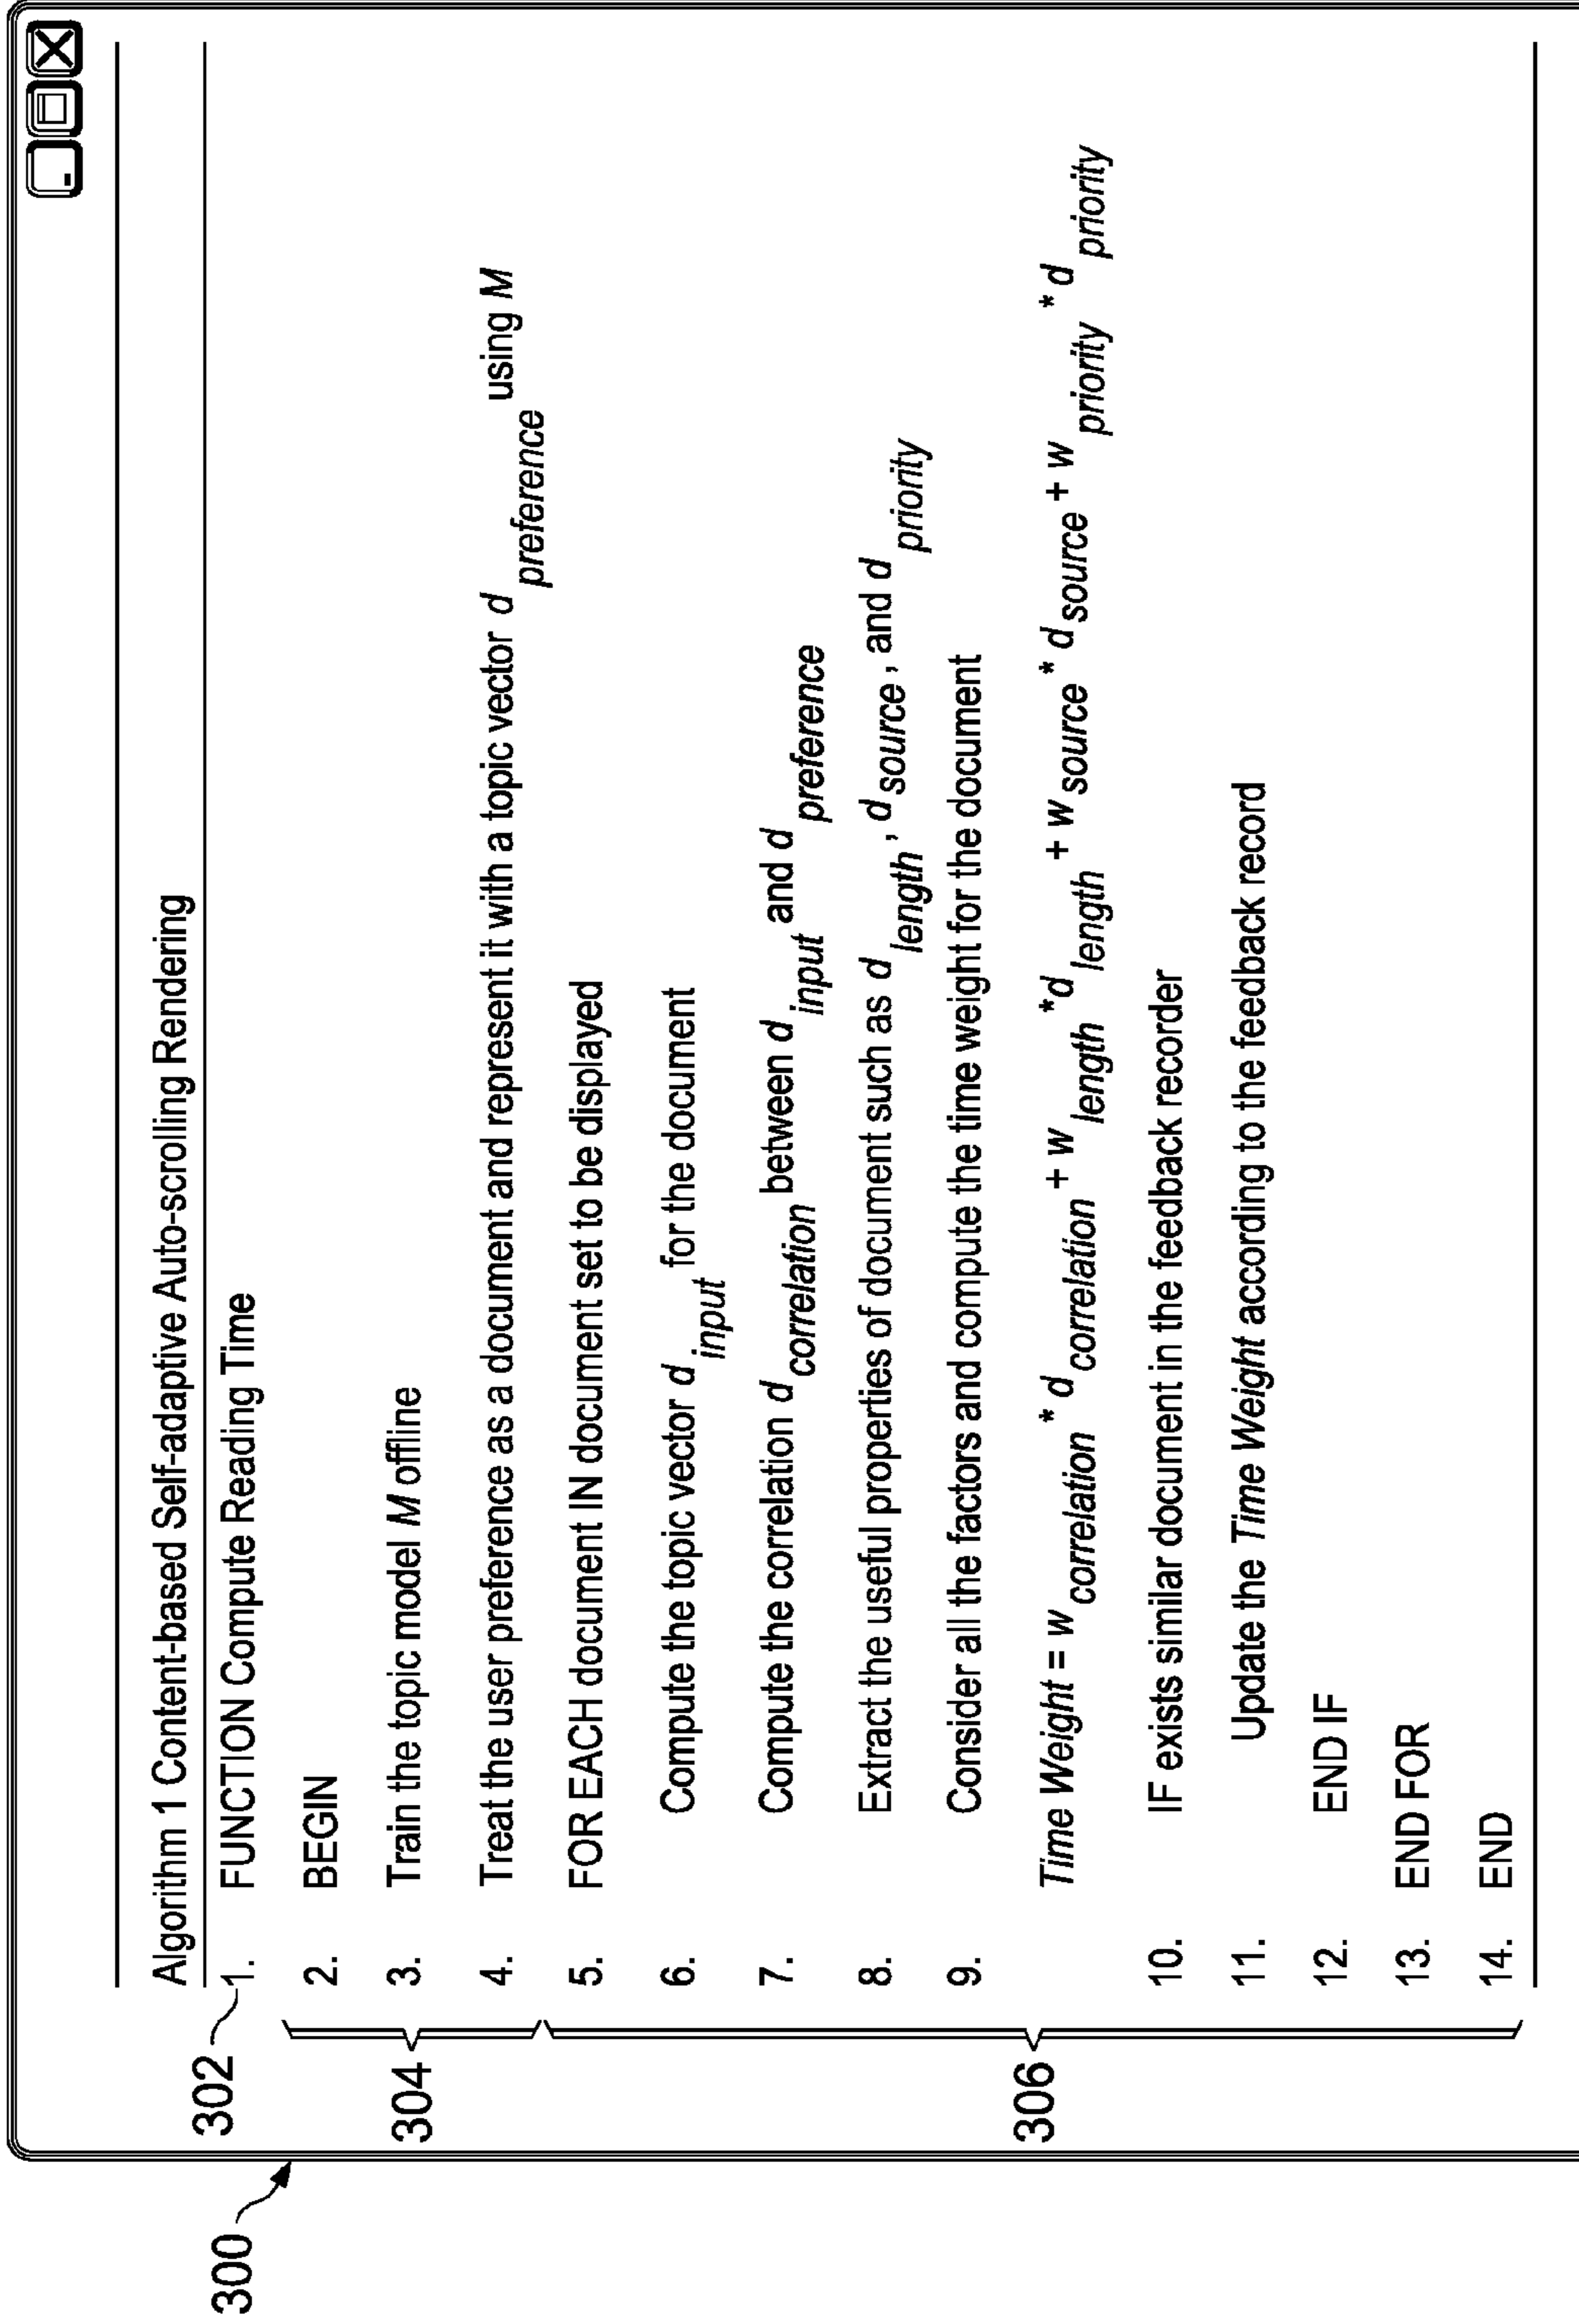 300
302
304
306
Algorithm 1 Content-based Self-adaptive Auto-scrolling Rendering
1. FUNCTION Compute Reading Time
2. BEGIN
3. Train the topic model M offline
4. Treat the user preference as a document and represent it with a topic vector d preference using M
5. FOR EACH document IN document set to be displayed
6. Compute the topic vector d input for the document
7. Compute the correlation d correlation between d input and d preference
8. Extract the useful properties of document such as d length, d source, and d priority
9. Consider all the factors and compute the time weight for the document
Time Weight = w correlation * d correlation + w length *d length + w source * d source + w priority * d priority
10. IF exists similar document in the feedback recorder
11. Update the Time Weight according to the feedback record
12. END IF
13. END FOR
14. END